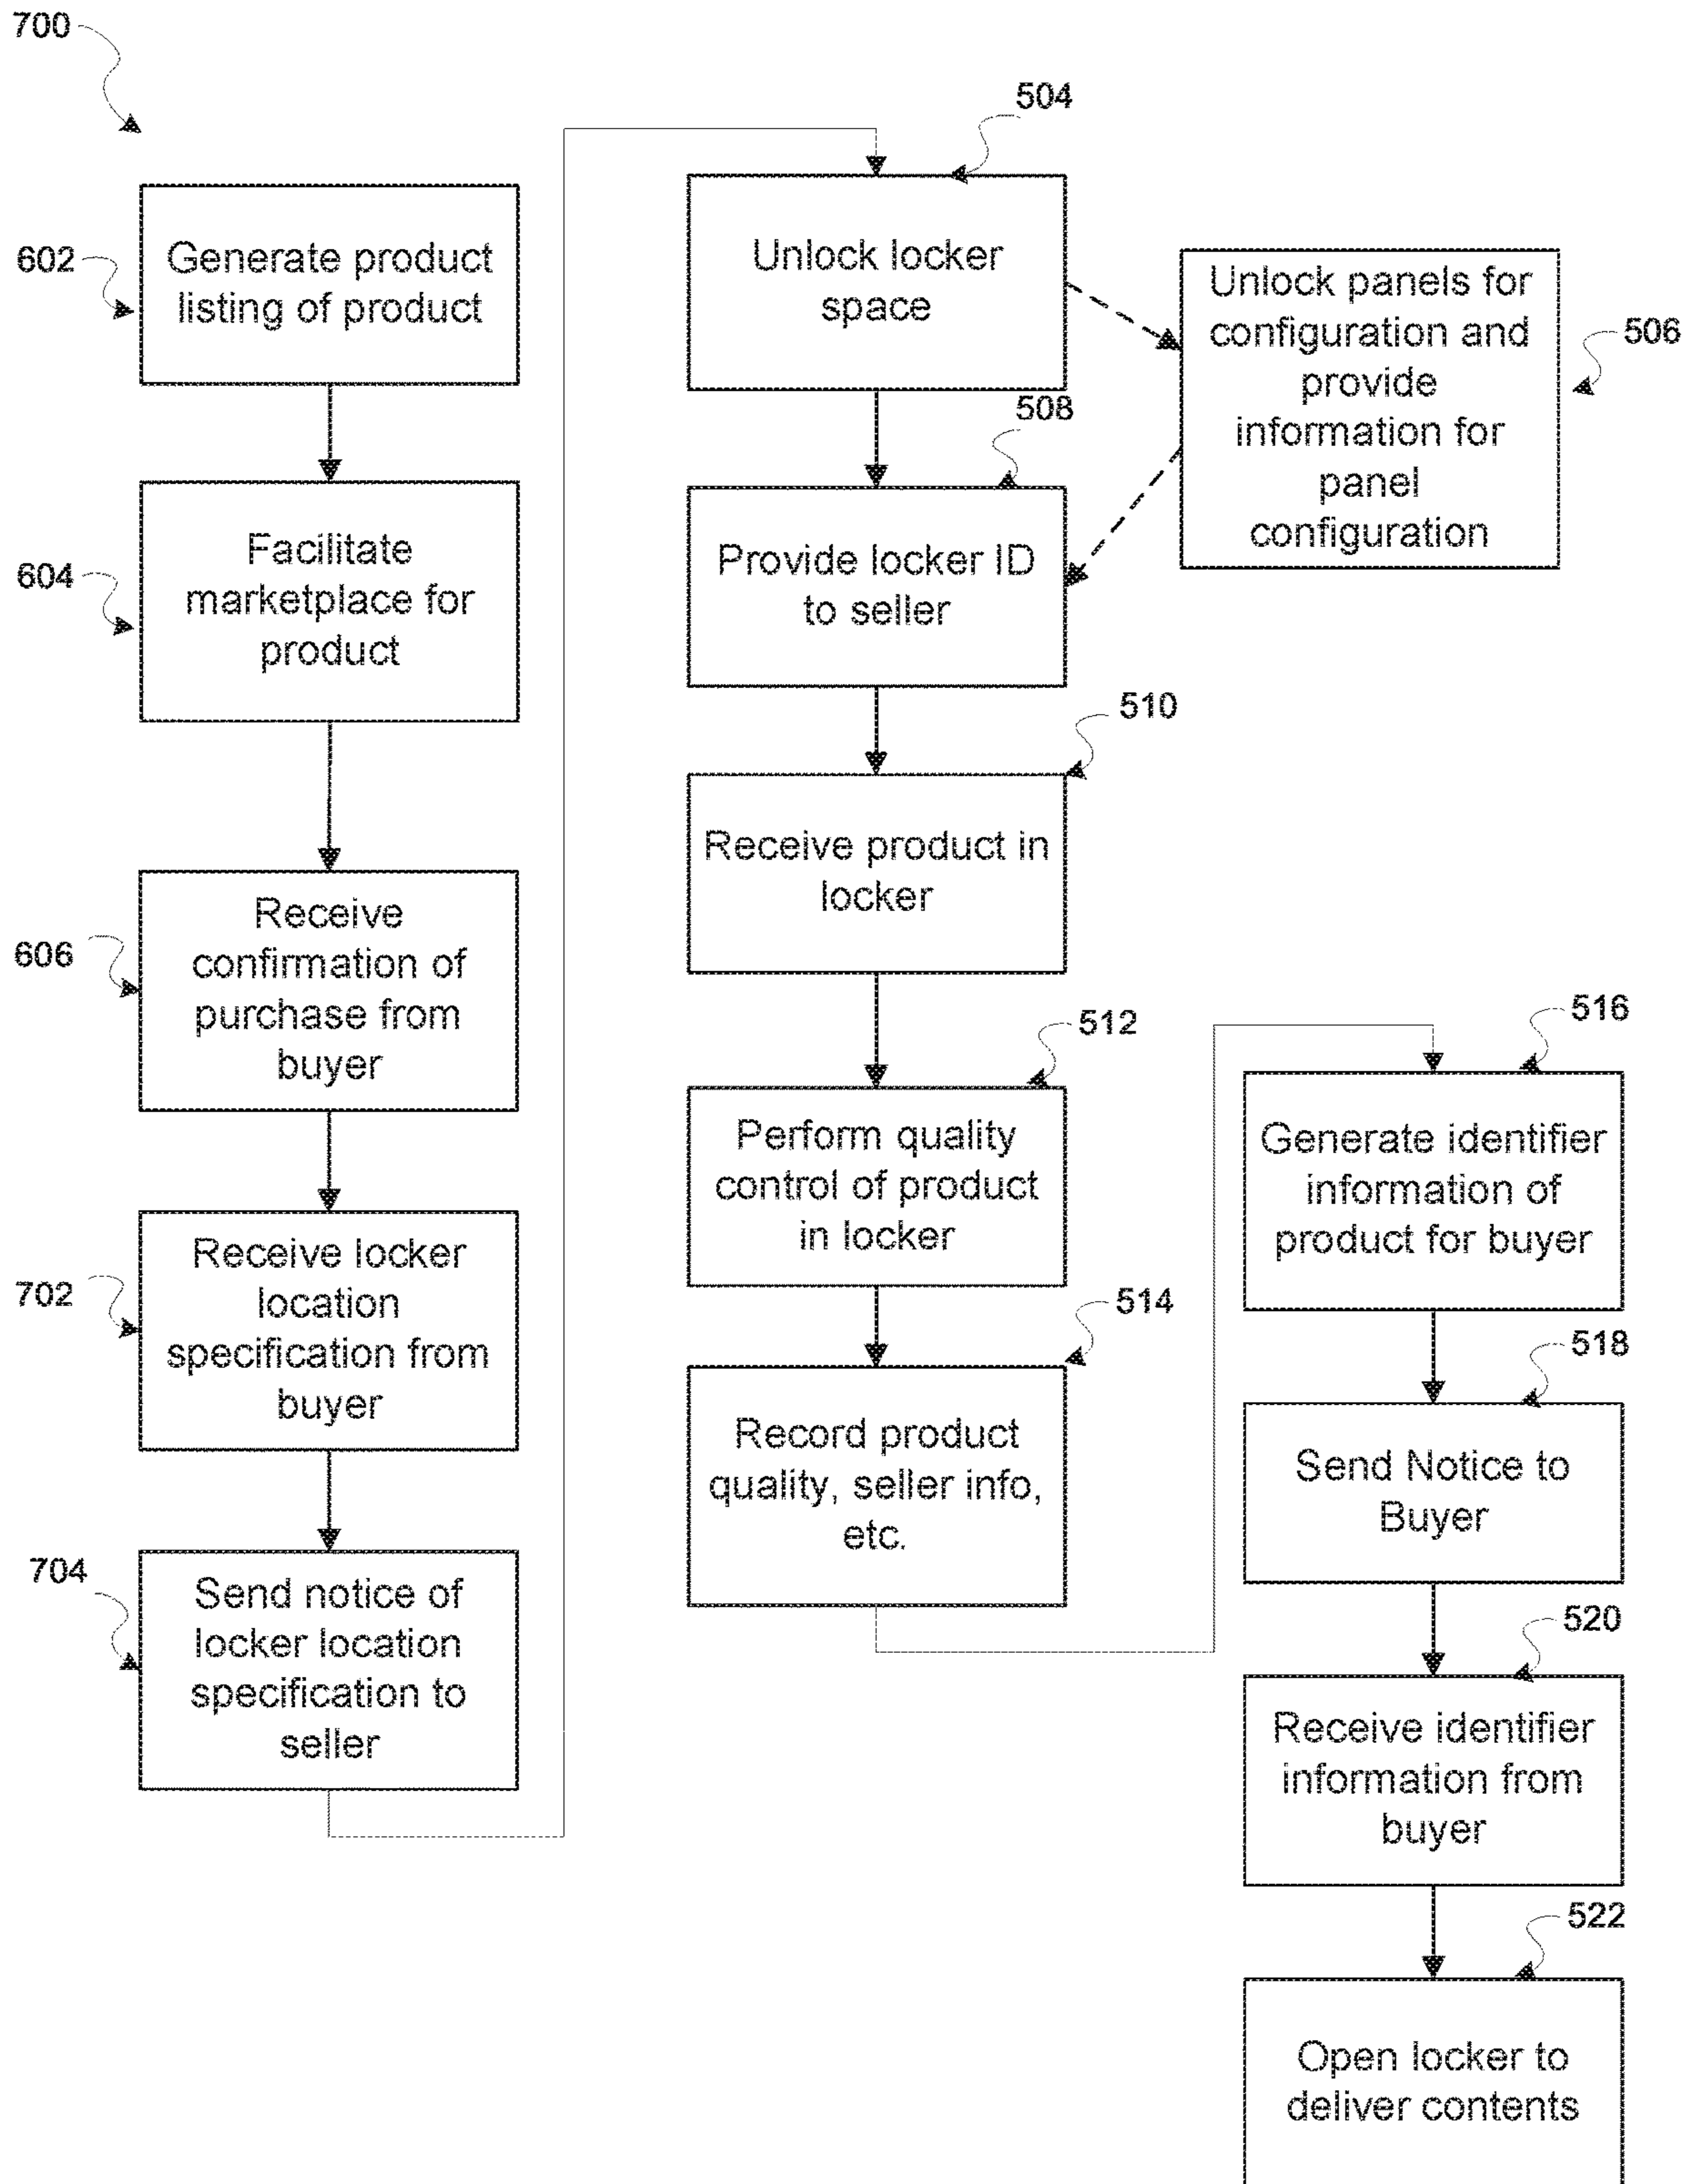 700
602
Generate product
listing of product
604
Facilitate
marketplace for
product
606
Receive
confirmation of
purchase from
buyer
702
Receive locker
location
specification from
buyer
704
Send notice of
locker location
specification to
seller
504
Unlock locker
space
506
Unlock panels for
configuration and
provide
information for
panel
configuration
508
Provide locker ID
to seller
510
Receive product in
locker
512
Perform quality
control of product
in locker
514
Record product
quality, seller info,
etc.
516
Generate identifier
information of
product for buyer
518
Send Notice to
Buyer
520
Receive identifier
information from
buyer
522
Open locker to
deliver contents